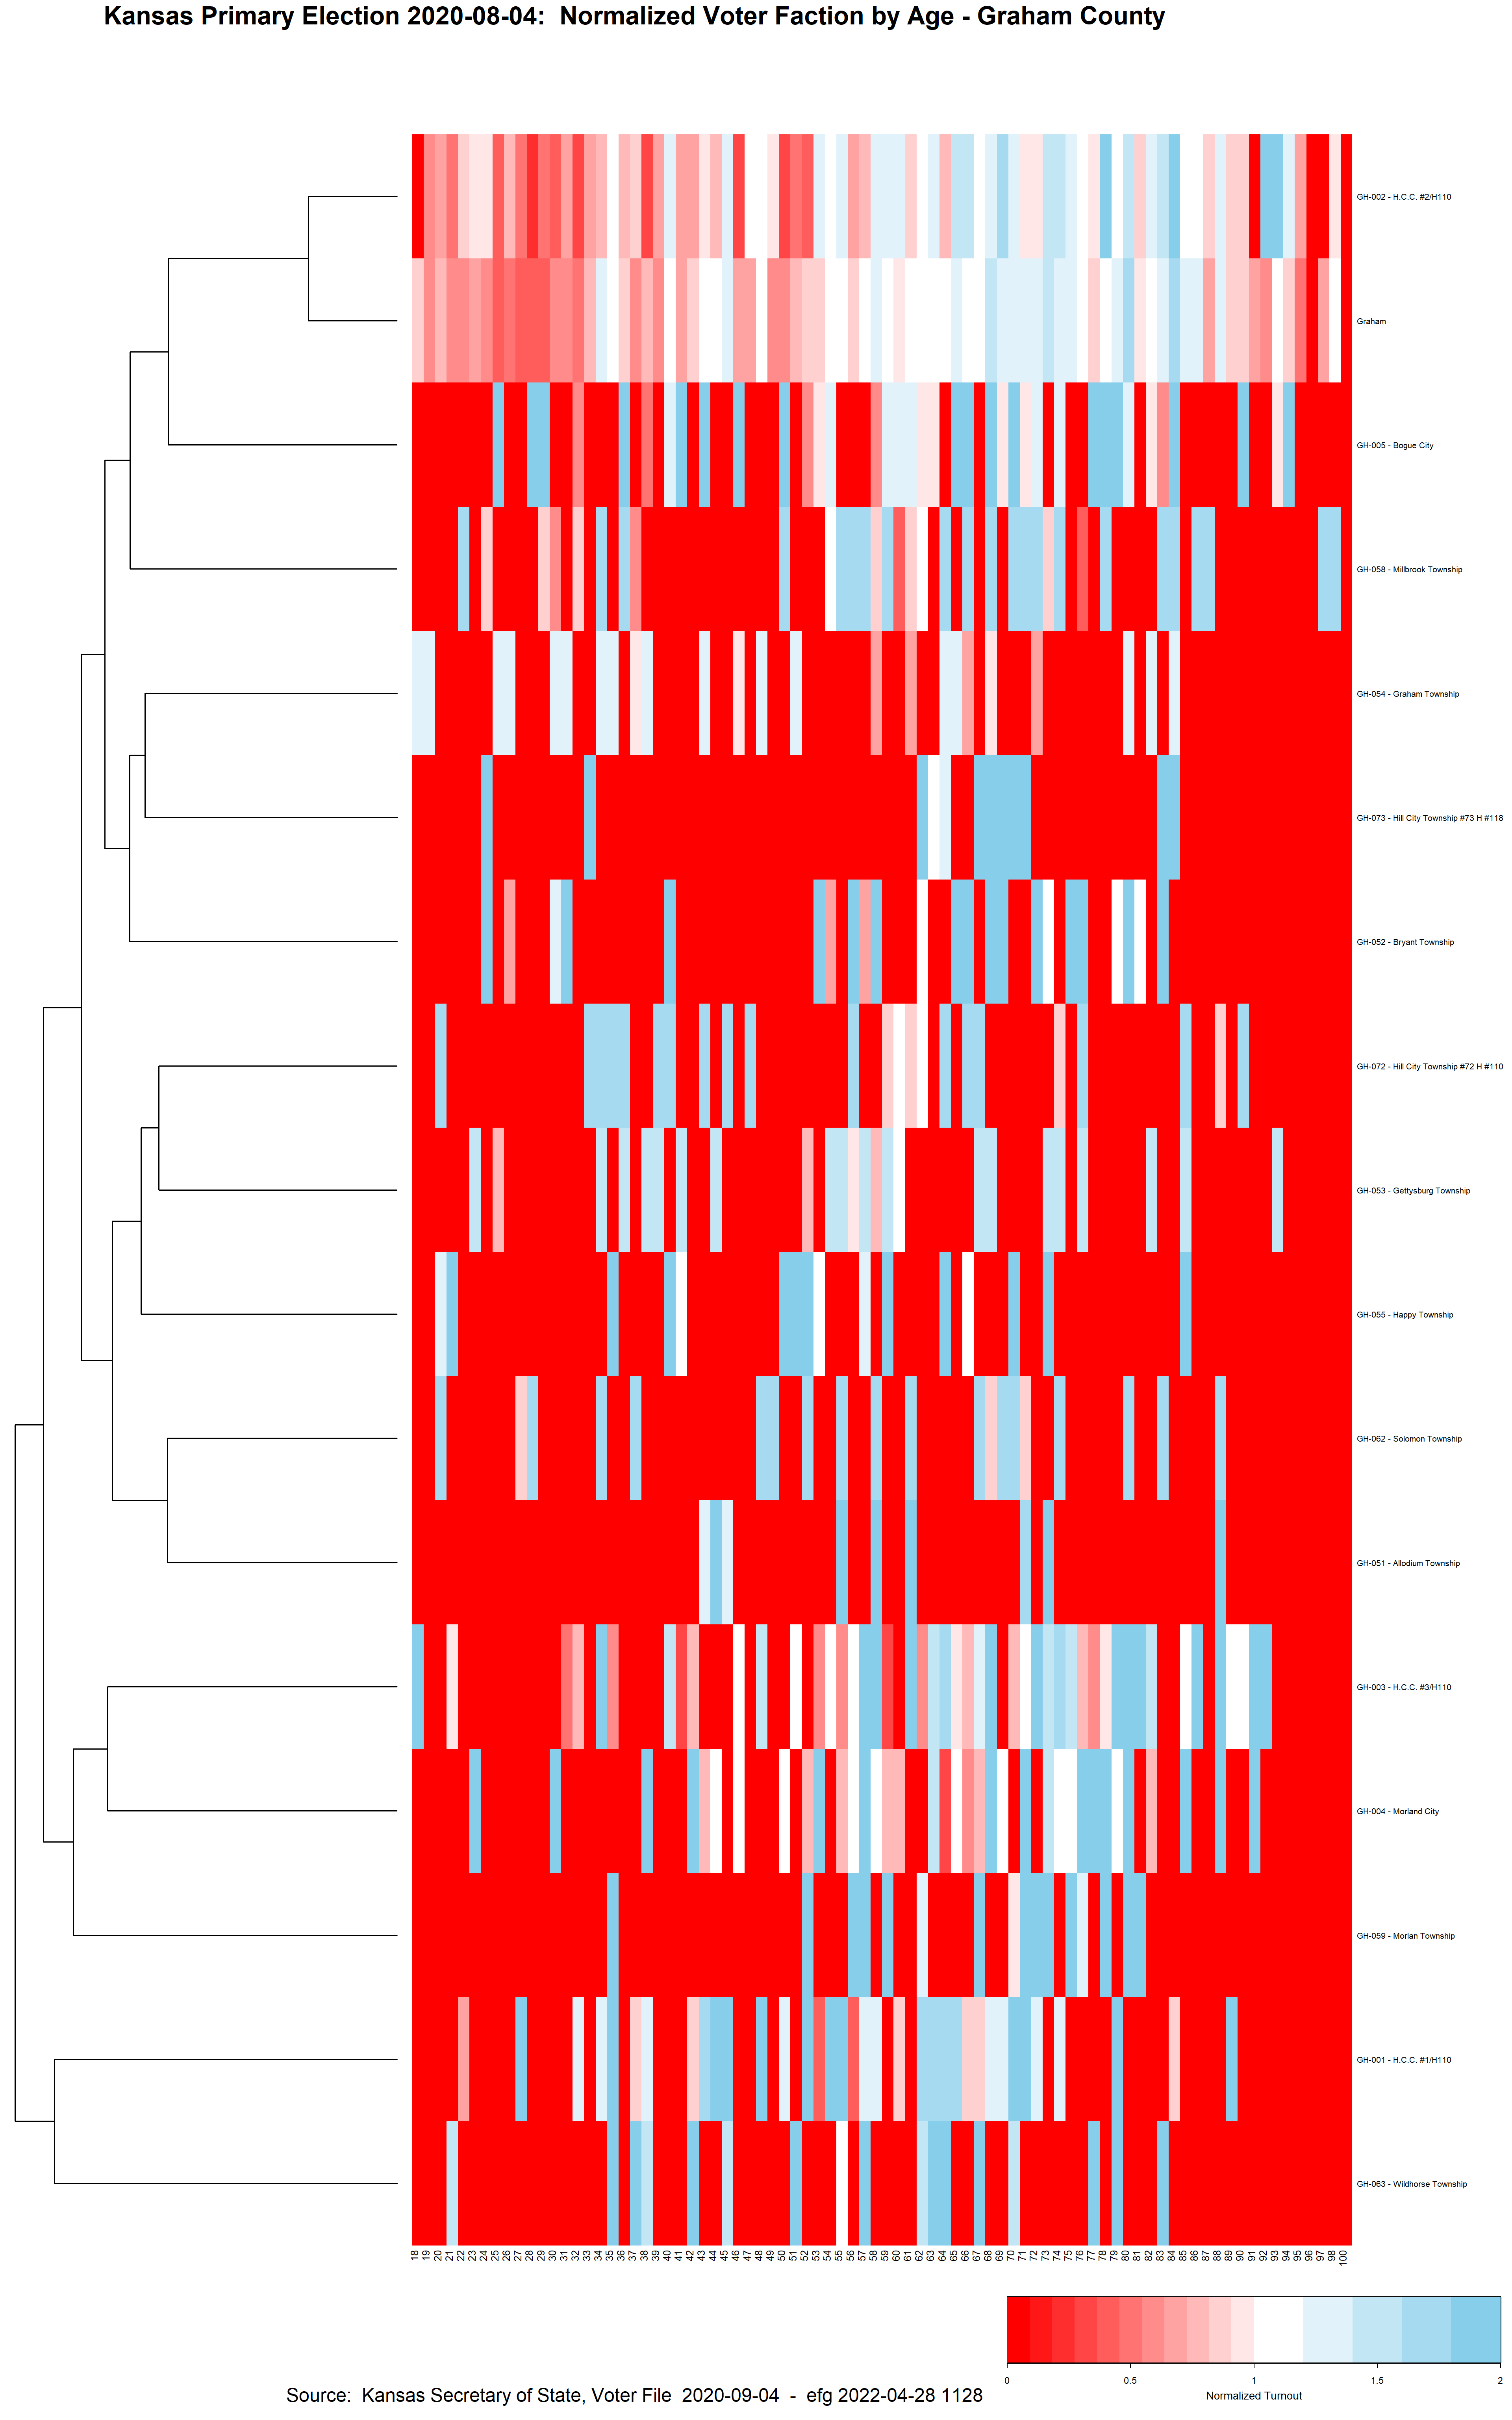 Kansas Primary Election 2020-08-04:  Normalized Voter Faction by Age - Graham County
GH-002 - H.C.C. #2/H110
Graham
GH-005 - Bogue City
GH-058 - Millbrook Township
GH-054 - Graham Township
GH-073 - Hill City Township #73 H #118
GH-052 - Bryant Township
GH-072 - Hill City Township #72 H #110
GH-053 - Gettysburg Township
GH-055 - Happy Township
GH-062 - Solomon Township
GH-051 - Allodium Township
GH-003 - H.C.C. #3/H110
GH-004 - Morland City
GH-059 - Morlan Township
GH-001 - H.C.C. #1/H110
GH-063 - Wildhorse Township
18 19 20 21 22 23 24 25 26 27 28 29 30 31 32 33 34 35 36 37 38 39 40 41 42 43 44 45 46 47 48 49 50 51 52 53 54 55 56 57 58 59 60 61 62 63 64 65 66 67 68 69 70 71 72 73 74 75 76 77 78 79 80 81 82 83 84 85 86 87 88 89 90 91 92 93 94 95 96 97 98 100
0 0.5 1 1.5 2
Normalized Turnout
Source:  Kansas Secretary of State, Voter File  2020-09-04  -  efg 2022-04-28 1128